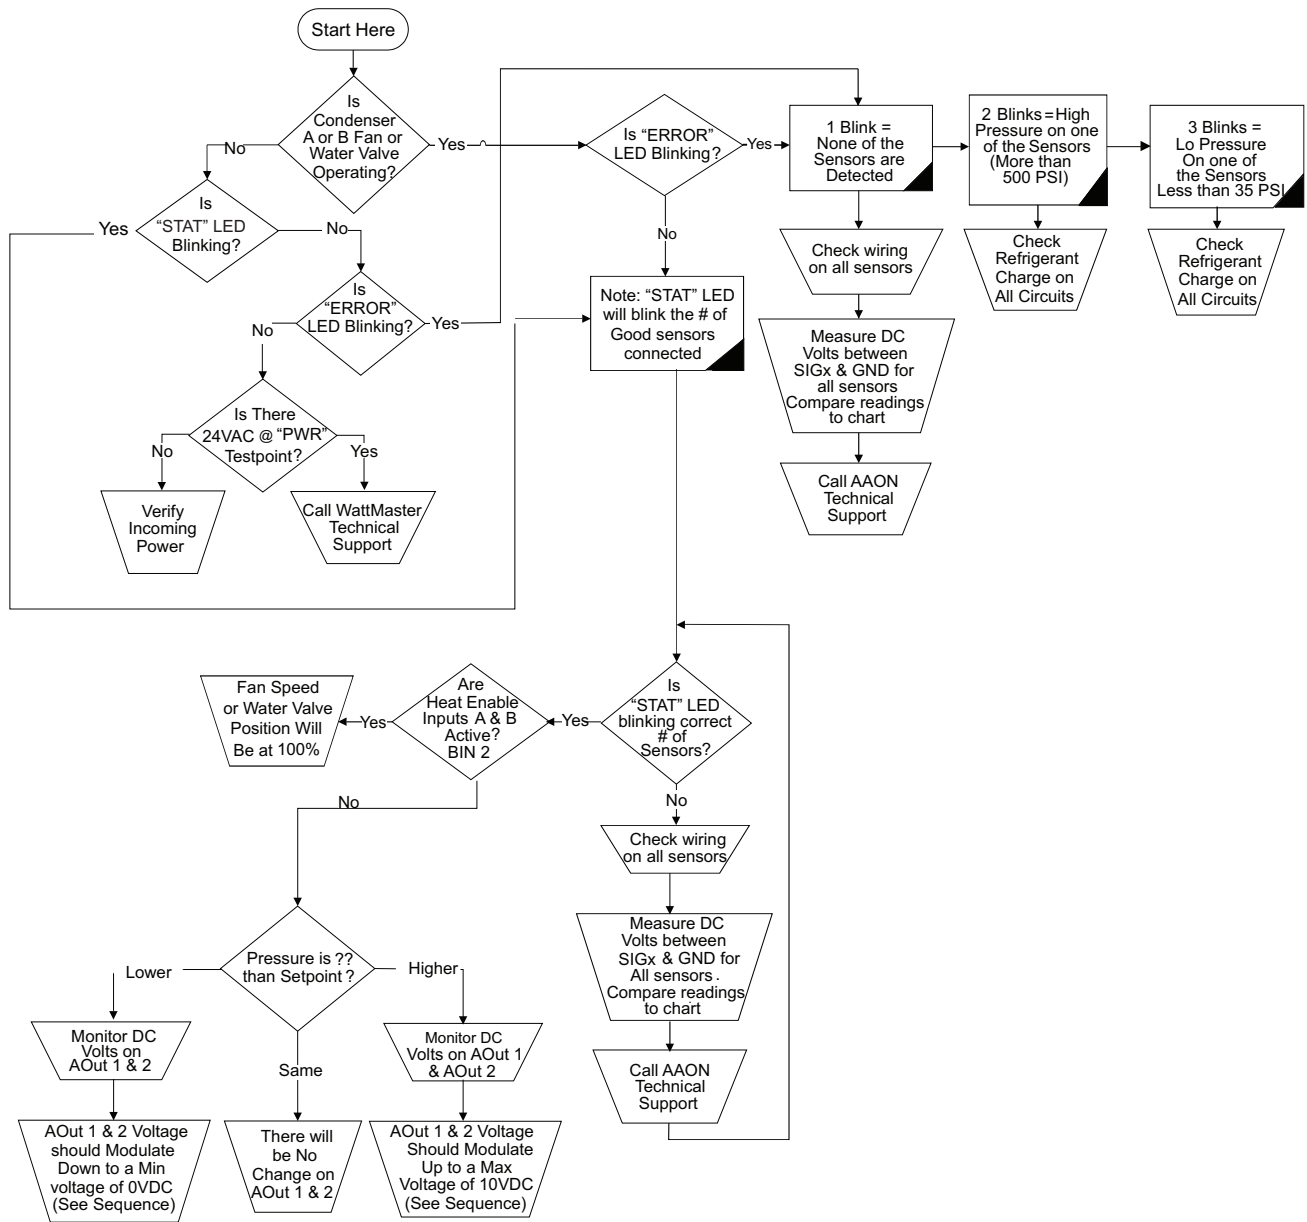 Start Here
Is
Condenser
A or B Fan or
Water Valve
Operating?
No
Yes
Is “ERROR”
LED Blinking?
Yes
No
1 Blink =
None of the
Sensors are
Detected
2 Blinks = High
Pressure on one
of the Sensors
(More than
500 PSI)
3 Blinks =
Lo Pressure
On one of
the Sensors
Less than 35 PSI
Is
“STAT” LED
Blinking?
Yes
No
Is
“ERROR”
LED Blinking?
No
Yes
Note: “STAT” LED
will blink the # of
Good sensors
connected
Check wiring
on all sensors
Check
Refrigerant
Charge on
All Circuits
Check
Refrigerant
Charge on
All Circuits
Measure DC
Volts between
SIGx & GND for
all sensors
Compare readings
to chart
Call AAON
Technical
Support
Is There
24VAC @ “PWR”
Testpoint?
No
Yes
Verify
Incoming
Power
Call WattMaster
Technical
Support
Is
“STAT” LED
blinking correct
# of
Sensors?
Yes
No
Are
Heat Enable
Inputs A & B
Active?
BIN 2
Yes
No
Fan Speed
or Water Valve
Position Will
Be at 100%
Check wiring
on all sensors
Measure DC
Volts between
SIGx & GND for
All sensors .
Compare readings
to chart
Call AAON
Technical
Support
Pressure is ??
than Setpoint ?
Lower
Higher
Same
Monitor DC
Volts on
AOut 1 & 2
Monitor DC
Volts on AOut 1
& AOut 2
AOut 1 & 2 Voltage
should Modulate
Down to a Min
voltage of 0VDC
(See Sequence)
There will
be No
Change on
AOut 1 & 2
AOut 1 & 2 Voltage
Should Modulate
Up to a Max
Voltage of 10VDC
(See Sequence)